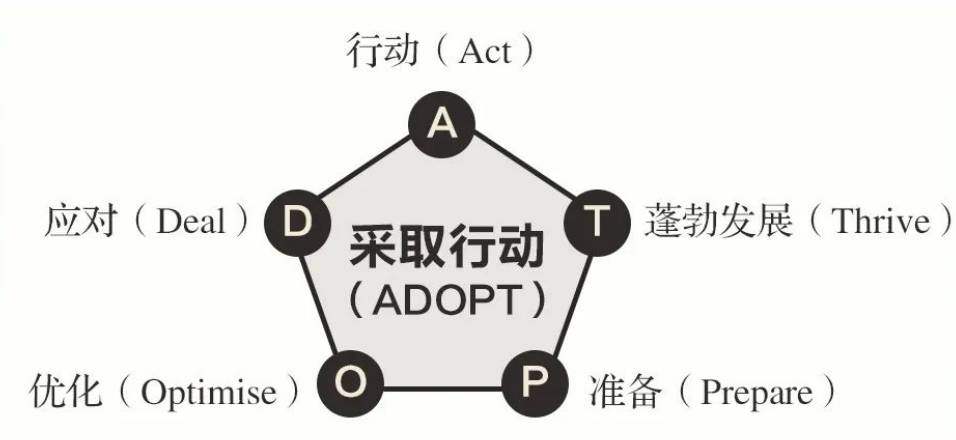 行动（Act）
A
应对（Deal）
D
T
蓬勃发展（Thrive）
采取行动
（ADOPT）
优化（Optimise）
O
P
准备（Prepare）